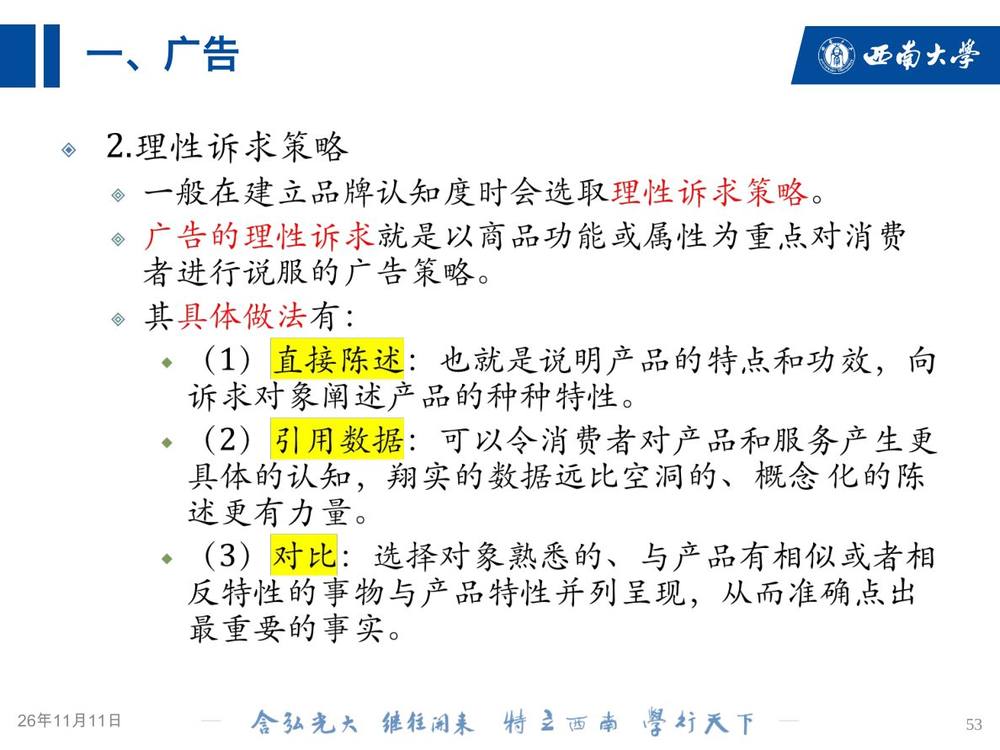 一、广告
西南大学
2.理性诉求策略
一般在建立品牌认知度时会选取理性诉求策略。
广告的理性诉求就是以商品功能或属性为重点对消费
者进行说服的广告策略。
其具体做法有：
（1）直接陈述：也就是说明产品的特点和功效，向
诉求对象阐述产品的种种特性。
（2）引用数据：可以令消费者对产品和服务产生更
具体的认知，翔实的数据远比空洞的、概念 化的陈
述更有力量。
（3）对比：选择对象熟悉的、与产品有相似或者相
反特性的事物与产品特性并列呈现，从而准确点出
最重要的事实。
26年11月11日
含弘光大 继往开来 特立西南 学行天下
53